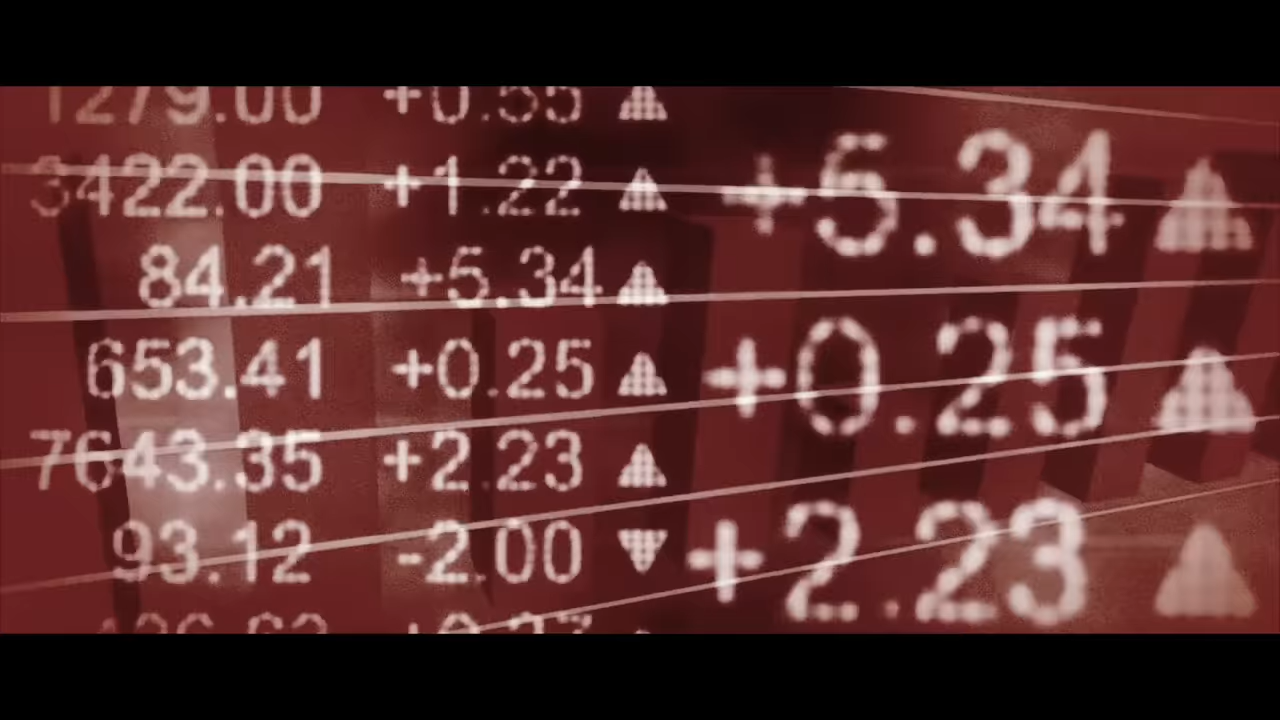 1279.00 +0.55 ▲
3422.00 +1.22 ▲
84.21 +5.34 ▲
653.41 +0.25 ▲
7643.35 +2.23 ▲
93.12 -2.00 ▼
+5.34 ▲
+0.25 ▲
+2.23 ▲